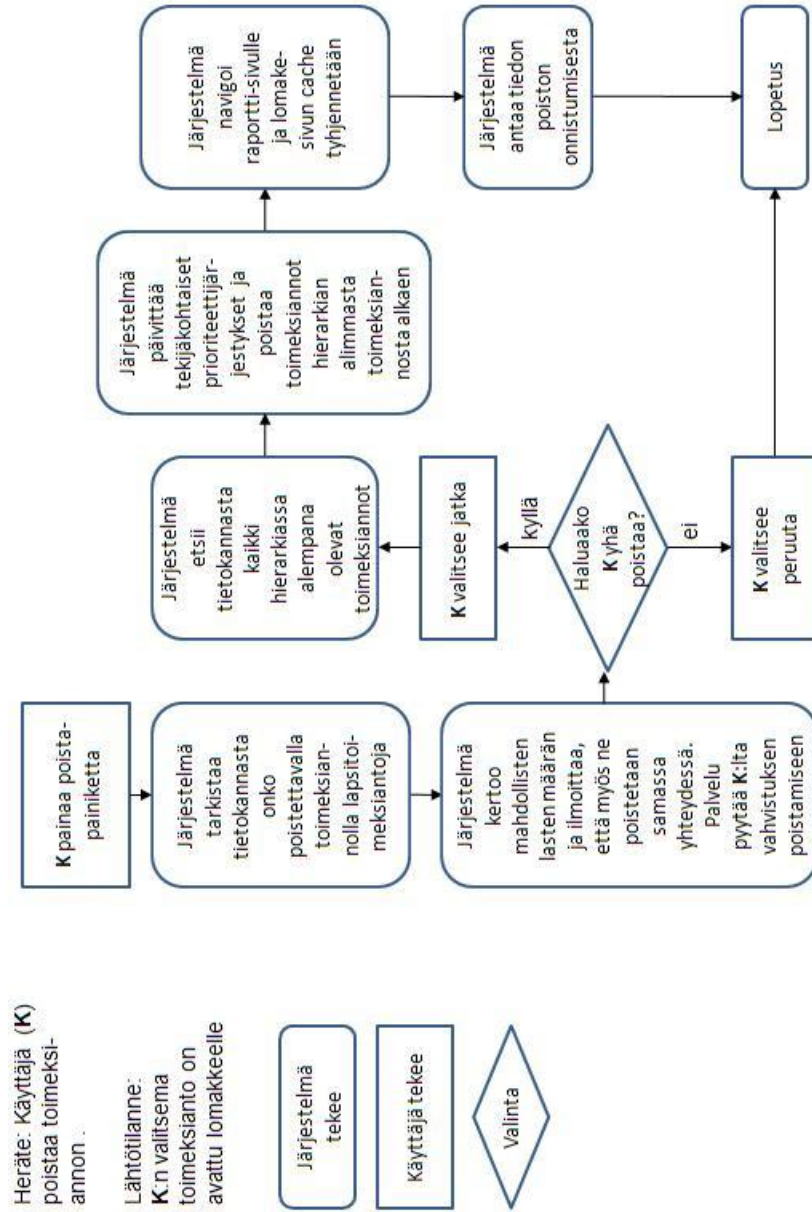 Heräte: Käyttäjä (K)
poistaa toimeksi-
annon .
Lähtötilanne:
K:n valitsema
toimeksianto on
avattu lomakkeelle
Järjestelmä
tekee
Käyttäjä tekee
Valinta
K painaa poista-
painiketta
Järjestelmä
tarkistaa
tietokannasta
onko
poistettavalla
toimeksian-
nolla lapsitoi-
meksiantoja
Järjestelmä
kertoo
mahdollisten
lasten määrän
ja ilmoittaa,
että myös ne
poistetaan
samassa
yhteydessä.
Palvelu
pyytää K:lta
vahvistuksen
poistamiseen
Haluaako
K yhä
poistaa?
kyllä
ei
K valitsee jatka
K valitsee
peruuta
Järjestelmä
etsii
tietokannasta
kaikki
hierarkiassa
alempana
olevat
toimeksiannot
Järjestelmä
päivittää
tekijäkohtaiset
prioriteettijär-
jestykset ja
poistaa
toimeksiannot
hierarkian
alimmasta
toimeksian-
nosta alkaen
Järjestelmä
navigoi
raportti-sivulle
ja lomake-
sivun cache
tyhjennetään
Järjestelmä
antaa tiedon
poiston
onnistumisesta
Lopetus